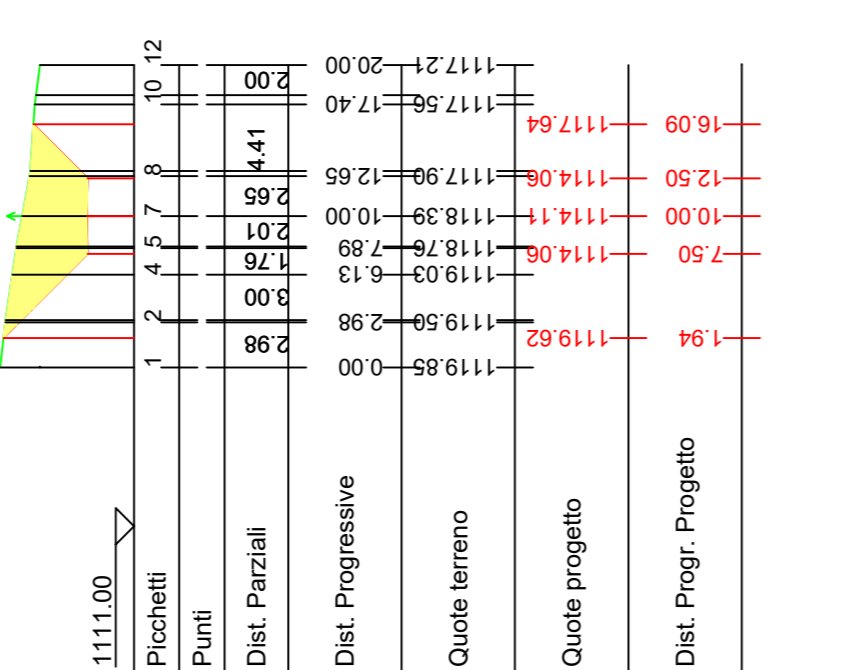 1111.00
Picchetti 1 2 4 5 7 8 10 12
Punti
Dist. Parziali 2.98 3.00 1.76 2.01 2.65 4.41 2.00
Dist. Progressive 0.00 2.98 6.13 7.89 10.00 12.65 17.40 20.00
Quote terreno 1119.85 1119.50 1119.03 1118.76 1118.39 1117.90 1117.56 1117.21
Quote progetto 1119.62 1114.06 1114.11 1114.06 1117.64
Dist. Progr. Progetto 1.94 7.50 10.00 12.50 16.09